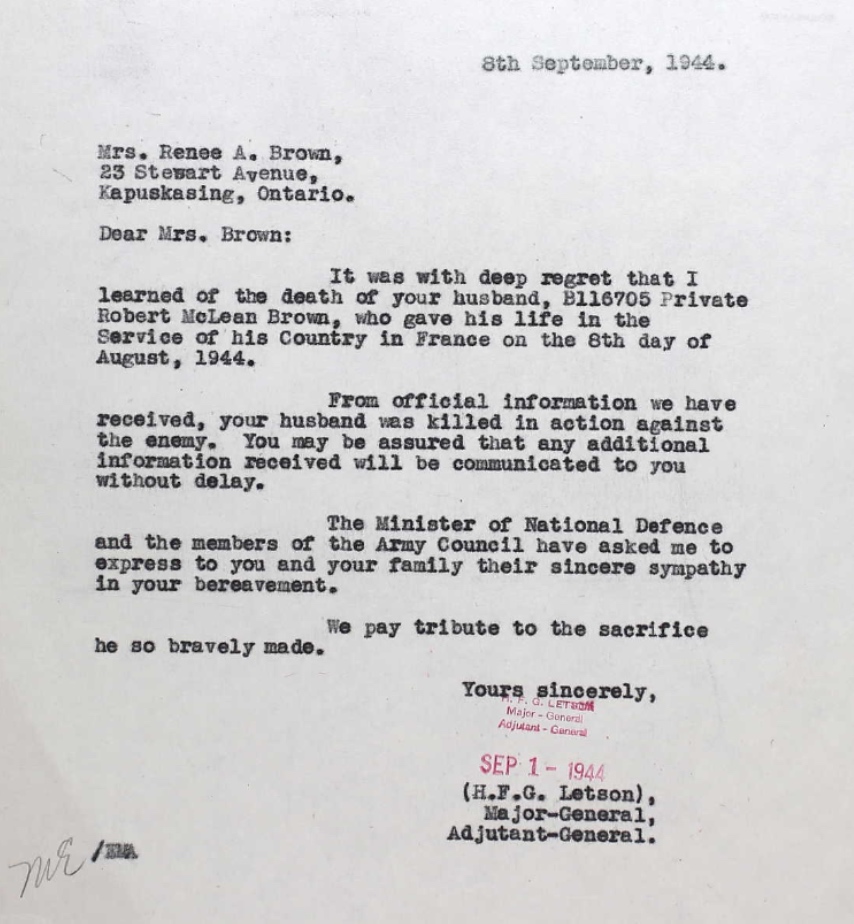 8th September, 1944.
Mrs. Renee A. Brown,
23 Stewart Avenue,
Kapuskasing, Ontario.
Dear Mrs. Brown:
It was with deep regret that I
learned of the death of your husband, B116705 Private
Robert McLean Brown, who gave his life in the
Service of his Country in France on the 8th day of
August, 1944.
From official information we have
received, your husband was killed in action against
the enemy. You may be assured that any additional
information received will be communicated to you
without delay.
The Minister of National Defence
and the members of the Army Council have asked me to
express to you and your family their sincere sympathy
in your bereavement.
We pay tribute to the sacrifice
he so bravely made.
Yours sincerely,
H. F. G. LETSON
Major - General
Adjutant - General
SEP 1 - 1944
(H.F.G. Letson),
Major-General,
Adjutant-General.